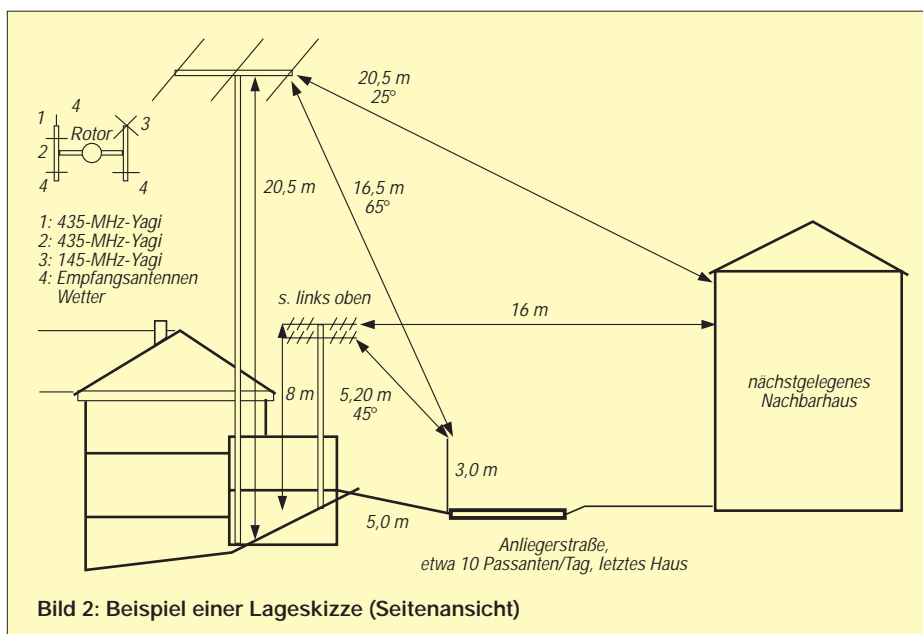 20,5 m
25°
1
4
3
Rotor
2
4
4
20,5 m
16,5 m
65°
1: 435-MHz-Yagi
2: 435-MHz-Yagi
3: 145-MHz-Yagi
4: Empfangsantennen
Wetter
s. links oben
16 m
8 m
5,20 m
45°
nächstgelegenes
Nachbarhaus
3,0 m
5,0 m
Anliegerstraße,
etwa 10 Passanten/Tag, letztes Haus
Bild 2: Beispiel einer Lageskizze (Seitenansicht)